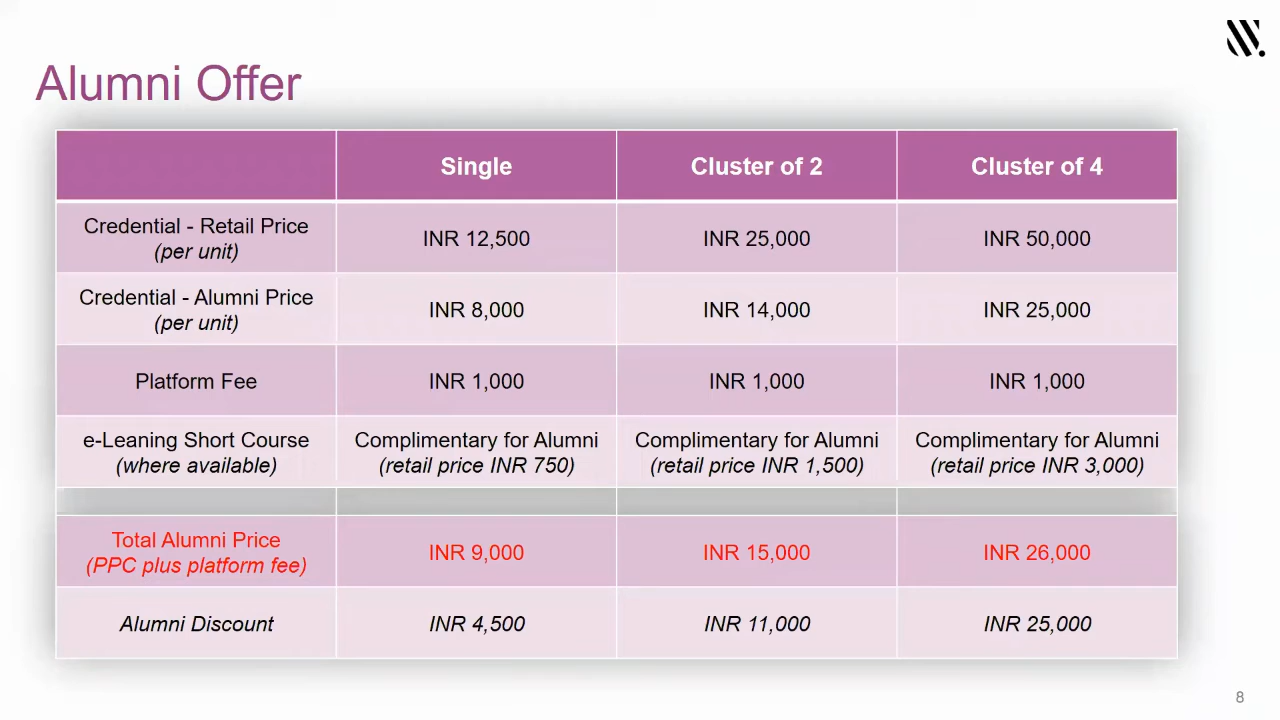 Alumni Offer
Single Cluster of 2 Cluster of 4
Credential - Retail Price
(per unit)
INR 12,500 INR 25,000 INR 50,000
Credential - Alumni Price
(per unit)
INR 8,000 INR 14,000 INR 25,000
Platform Fee INR 1,000 INR 1,000 INR 1,000
e-Leaning Short Course
(where available)
Complimentary for Alumni
(retail price INR 750)
Complimentary for Alumni
(retail price INR 1,500)
Complimentary for Alumni
(retail price INR 3,000)
Total Alumni Price
(PPC plus platform fee)
INR 9,000 INR 15,000 INR 26,000
Alumni Discount INR 4,500 INR 11,000 INR 25,000
8